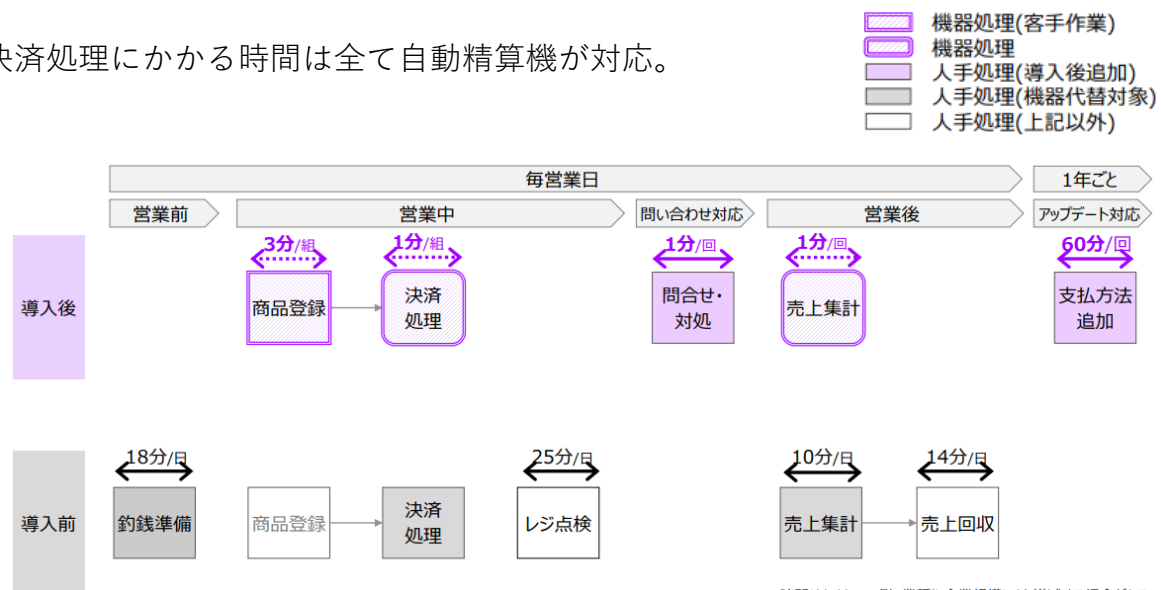 決済処理にかかる時間は全て自動精算機が対応。
機器処理(客手作業)
機器処理
人手処理(導入後追加)
人手処理(機器代替対象)
人手処理(上記以外)
毎営業日
1年ごと
営業前
営業中
問い合わせ対応
営業後
アップデート対応
3分/組
1分/組
1分/回
1分/回
60分/回
導入後
商品登録
決済
処理
問合せ・
対処
売上集計
支払方法
追加
18分/日
25分/日
10分/日
14分/日
導入前
釣銭準備
商品登録
決済
処理
レジ点検
売上集計
売上回収